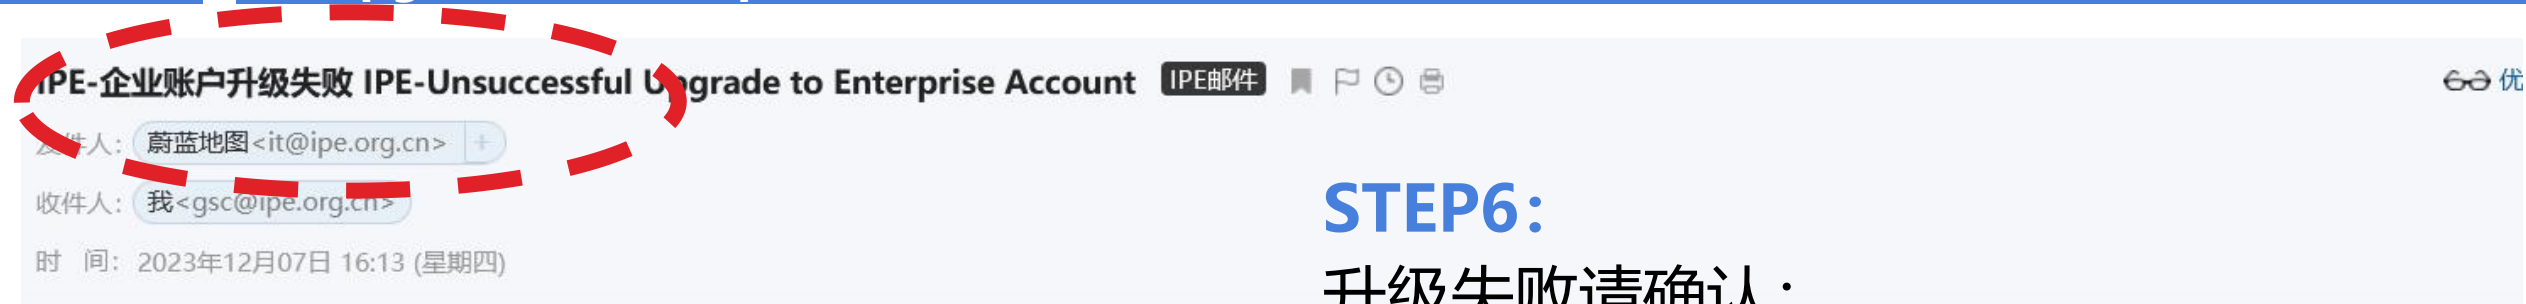 IPE-企业账户升级失败 IPE-Unsuccessful Upgrade to Enterprise Account IPE邮件
优
发件人: 蔚蓝地图<it@ipe.org.cn> +
收件人: 我<gsc@ipe.org.cn>
时 间: 2023年12月07日 16:13 (星期四)
STEP6:
升级失败请确认: